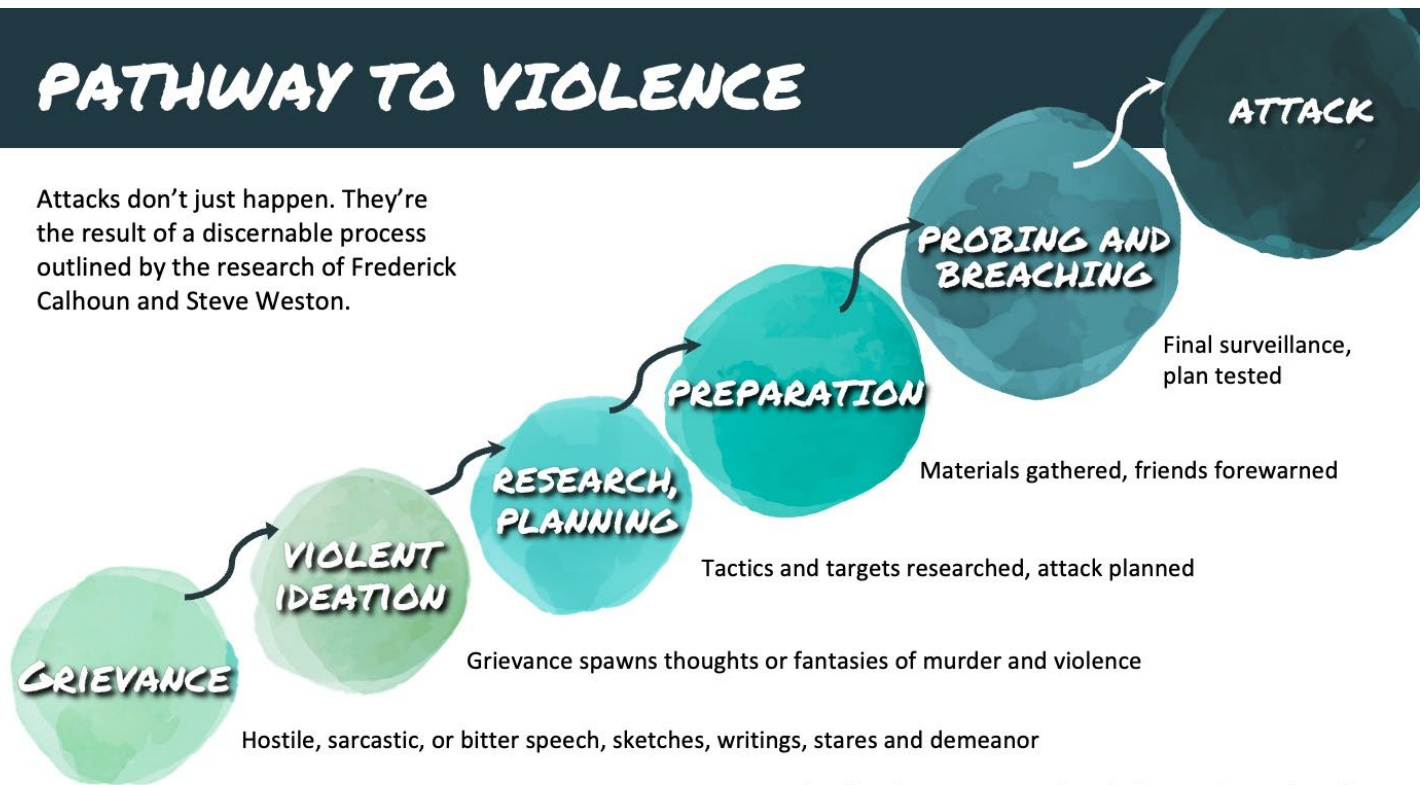 PATHWAY TO VIOLENCE
Attacks don’t just happen. They’re
the result of a discernable process
outlined by the research of Frederick
Calhoun and Steve Weston.
ATTACK
PROBING AND
BREACHING
Final surveillance,
plan tested
PREPARATION
Materials gathered, friends forewarned
RESEARCH,
PLANNING
Tactics and targets researched, attack planned
VIOLENT
IDEATION
Grievance spawns thoughts or fantasies of murder and violence
GRIEVANCE
Hostile, sarcastic, or bitter speech, sketches, writings, stares and demeanor